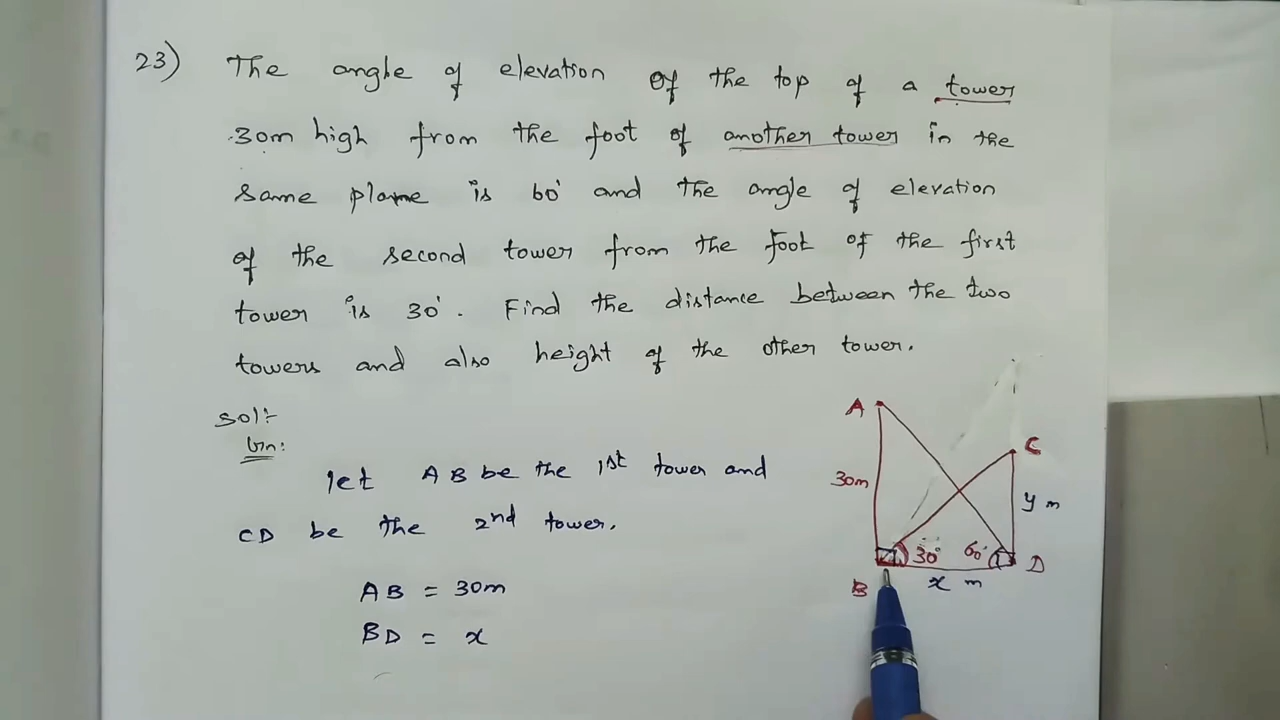 23) The angle of elevation of the top of a tower
30m high from the foot of another tower in the
same plane is 60° and the angle of elevation
of the second tower from the foot of the first
tower is 30°. Find the distance between the two
towers and also height of the other tower.
Sol:-
Gn:
let AB be the 1st tower and
CD be the 2nd tower.
AB = 30m
BD = x
A
C
30m
y m
30° 60°
B
D
x m